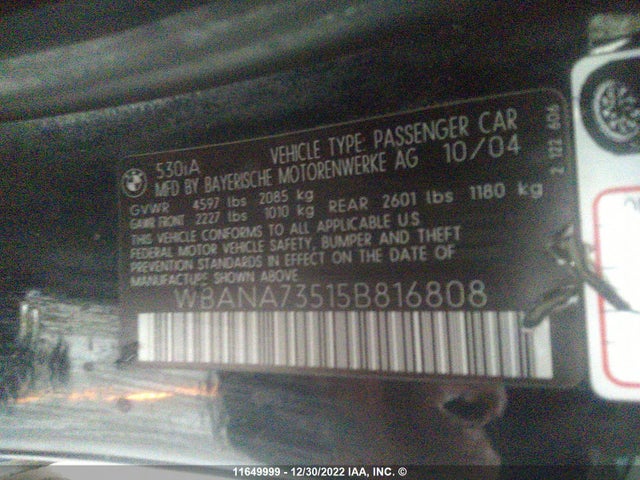 530iA VEHICLE TYPE PASSENGER CAR
MFD BY BAYERISCHE MOTORENWERKE AG 10/04
GVWR 4597 lbs 2085 kg
GAWR FRONT 2227 lbs 1010 kg REAR 2601 lbs 1180 kg
THIS VEHICLE CONFORMS TO ALL APPLICABLE U.S.
FEDERAL MOTOR VEHICLE SAFETY, BUMPER AND THEFT
PREVENTION STANDARDS IN EFFECT ON THE DATE OF
MANUFACTURE SHOWN ABOVE.
WBANA73515B816808
2 122 606
11649999 - 12/30/2022 IAA, INC. ©